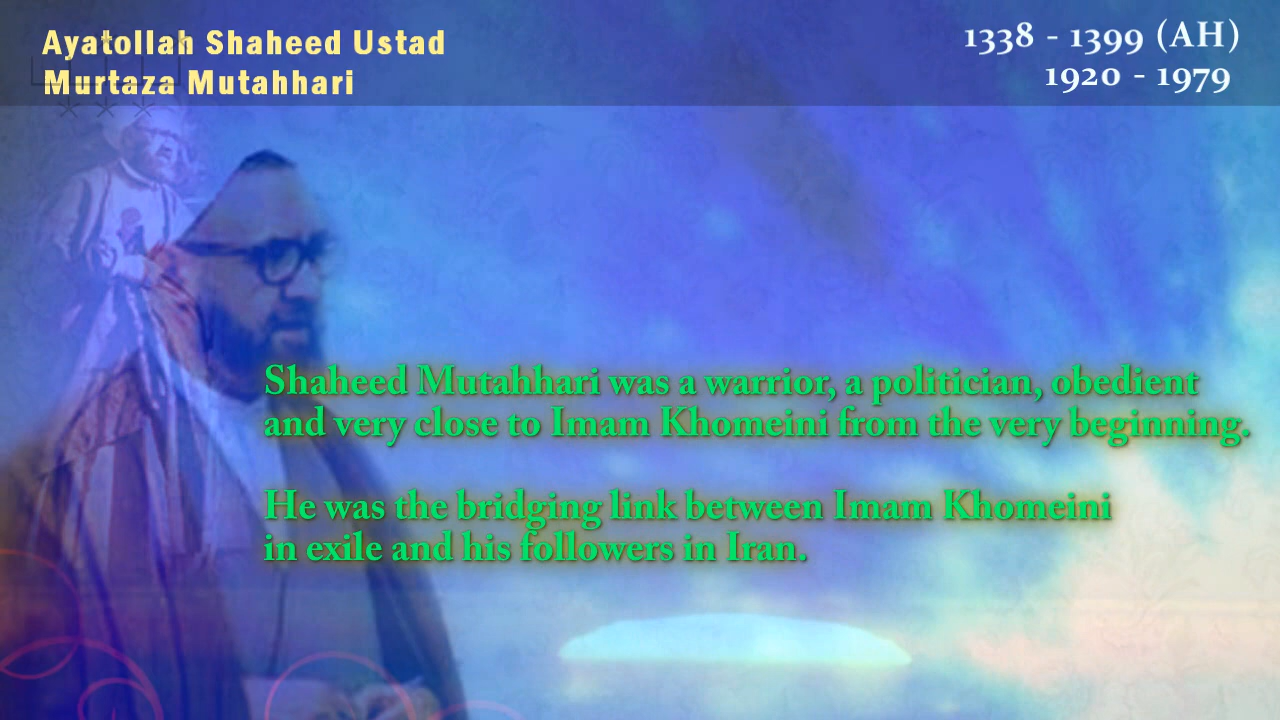 Ayatollah Shaheed Ustad
Murtaza Mutahhari
1338 - 1399 (AH)
1920 - 1979
Shaheed Mutahhari was a warrior, a politician, obedient
and very close to Imam Khomeini from the very beginning.
He was the bridging link between Imam Khomeini
in exile and his followers in Iran.